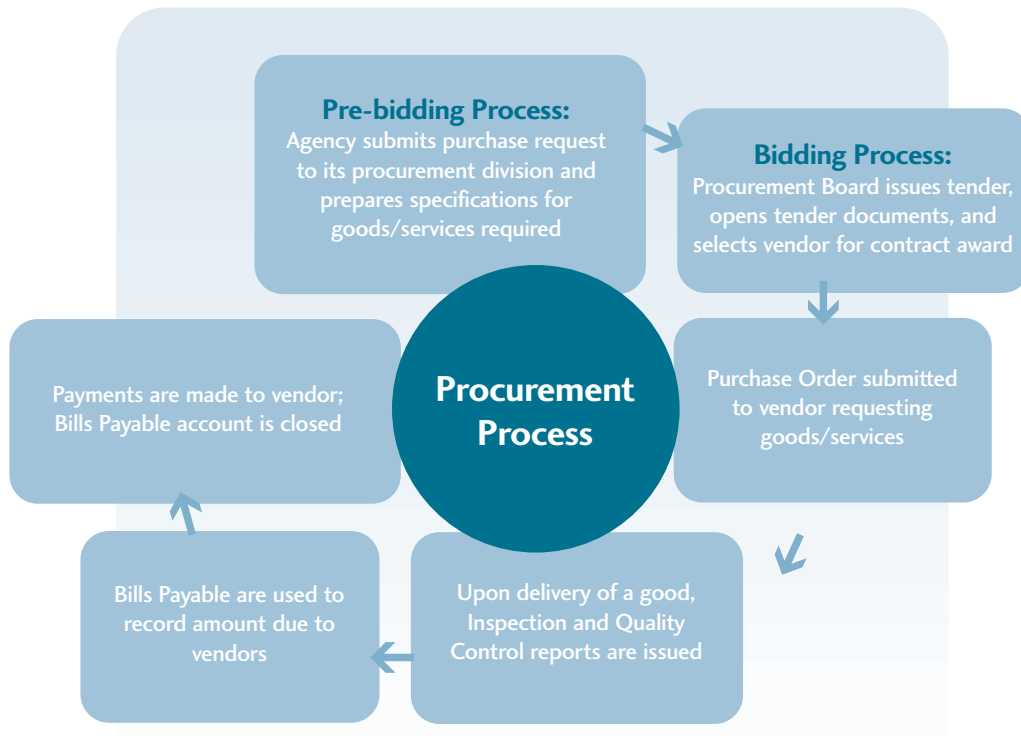 Pre-bidding Process:
Agency submits purchase request
to its procurement division and
prepares specifications for
goods/services required
Bidding Process:
Procurement Board issues tender,
opens tender documents, and
selects vendor for contract award
Purchase Order submitted
to vendor requesting
goods/services
Upon delivery of a good,
Inspection and Quality
Control reports are issued
Bills Payable are used to
record amount due to
vendors
Payments are made to vendor;
Bills Payable account is closed
Procurement
Process